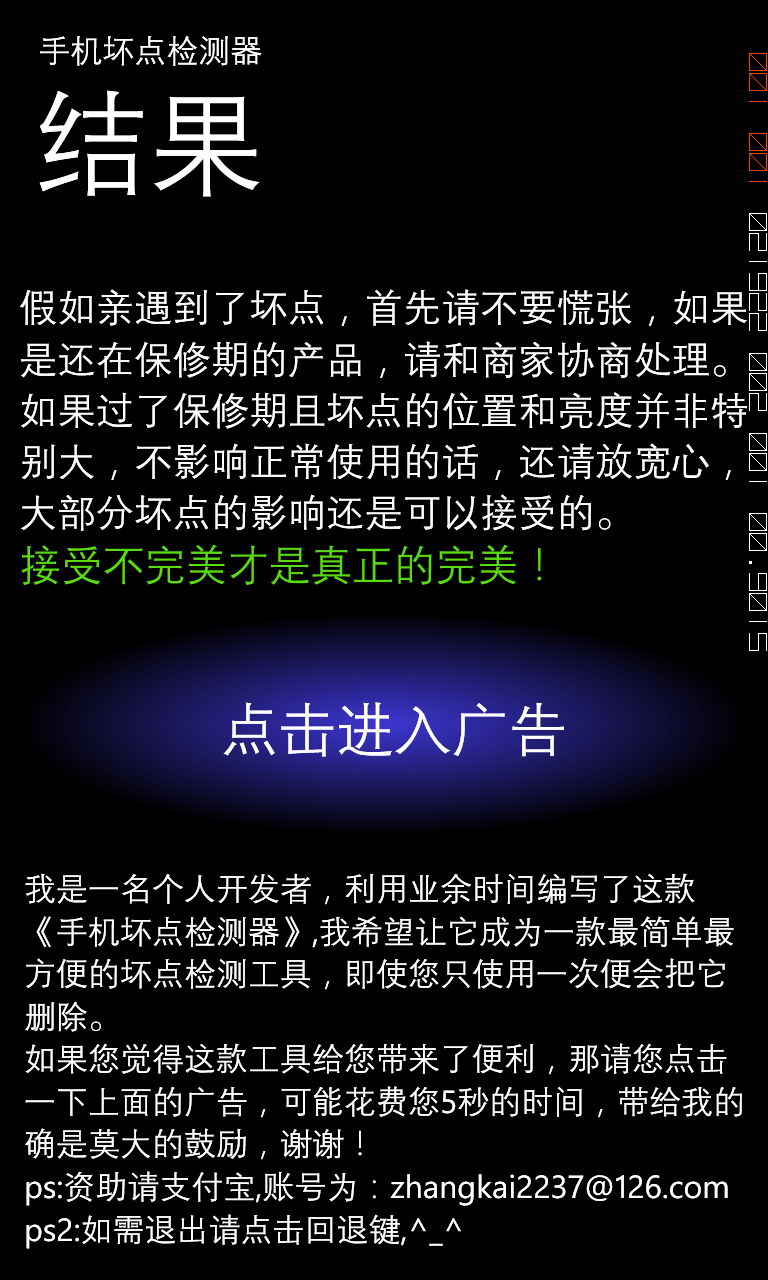 手机坏点检测器
结果
假如亲遇到了坏点，首先请不要慌张，如果
是还在保修期的产品，请和商家协商处理。
如果过了保修期且坏点的位置和亮度并非特
别大，不影响正常使用的话，还请放宽心，
大部分坏点的影响还是可以接受的。
接受不完美才是真正的完美！
点击进入广告
我是一名个人开发者，利用业余时间编写了这款
《手机坏点检测器》,我希望让它成为一款最简单最
方便的坏点检测工具，即使您只使用一次便会把它
删除。
如果您觉得这款工具给您带来了便利，那请您点击
一下上面的广告，可能花费您5秒的时间，带给我的
确是莫大的鼓励，谢谢！
ps:资助请支付宝,账号为：zhangkai2237@126.com
ps2:如需退出请点击回退键,^_^